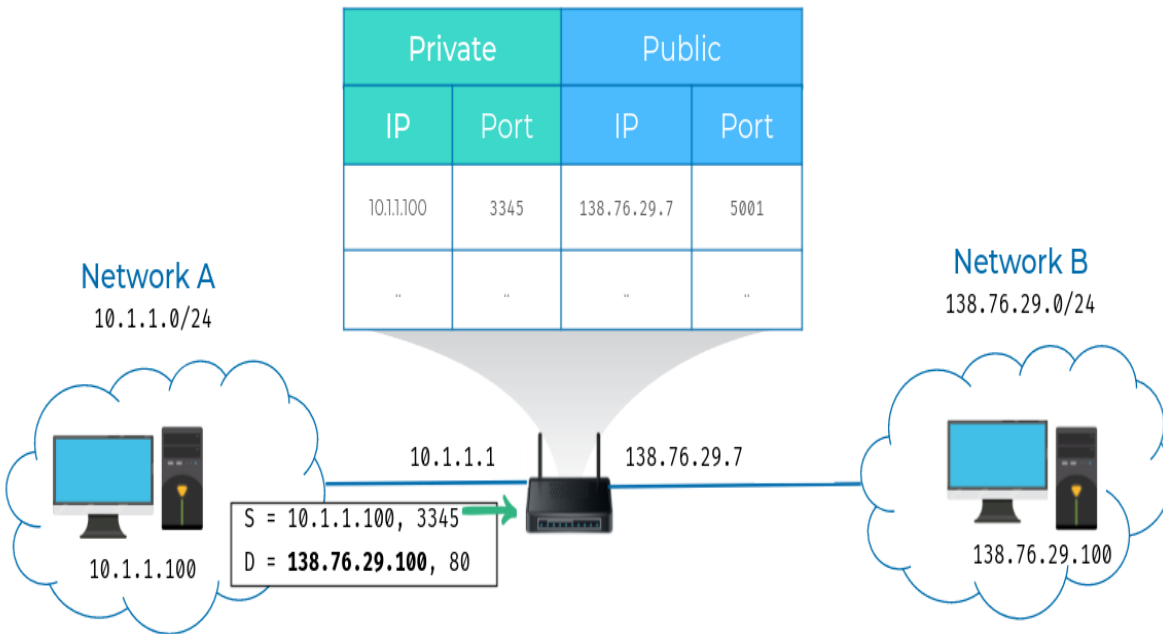 Private Public
IP Port IP Port
10.1.1.100 3345 138.76.29.7 5001
.. .. .. ..
Network A
10.1.1.0/24
Network B
138.76.29.0/24
10.1.1.1
138.76.29.7
S = 10.1.1.100, 3345
D = 138.76.29.100, 80
10.1.1.100
138.76.29.100